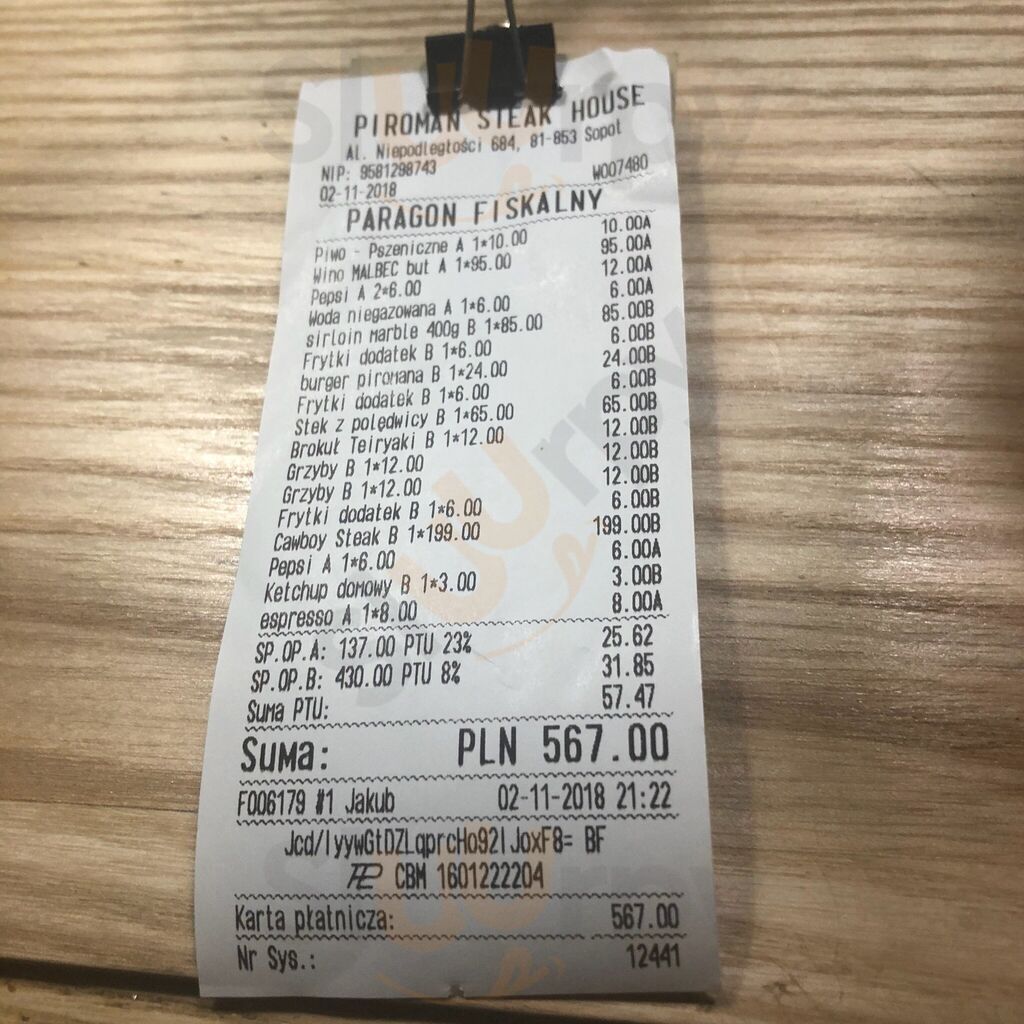 PIROMAN STEAK HOUSE
Al. Niepodległości 684, 81-853 Sopot
NIP: 9581298743 W007480
02-11-2018
PARAGON FISKALNY
Piwo - Pszeniczne A 1*10.00 10.00A
Wino MALBEC but A 1*95.00 95.00A
Pepsi A 2*6.00 12.00A
Woda niegazowana A 1*6.00 6.00A
sirloin marble 400g B 1*85.00 85.00B
Frytki dodatek B 1*6.00 6.00B
burger piromana B 1*24.00 24.00B
Frytki dodatek B 1*6.00 6.00B
Stek z polędwicy B 1*65.00 65.00B
Brokuł Teiryaki B 1*12.00 12.00B
Grzyby B 1*12.00 12.00B
Grzyby B 1*12.00 12.00B
Frytki dodatek B 1*6.00 6.00B
Cawboy Steak B 1*199.00 199.00B
Pepsi A 1*6.00 6.00A
Ketchup domowy B 1*3.00 3.00B
espresso A 1*8.00 8.00A
SP.OP.A: 137.00 PTU 23% 25.62
SP.OP.B: 430.00 PTU 8% 31.85
Suma PTU: 57.47
Suma: PLN 567.00
F006179 #1 Jakub 02-11-2018 21:22
Jcd/lyywGtDZLqprcHo92lJoxF8= BF
CBM 1601222204
Karta płatnicza: 567.00
Nr Sys.: 12441